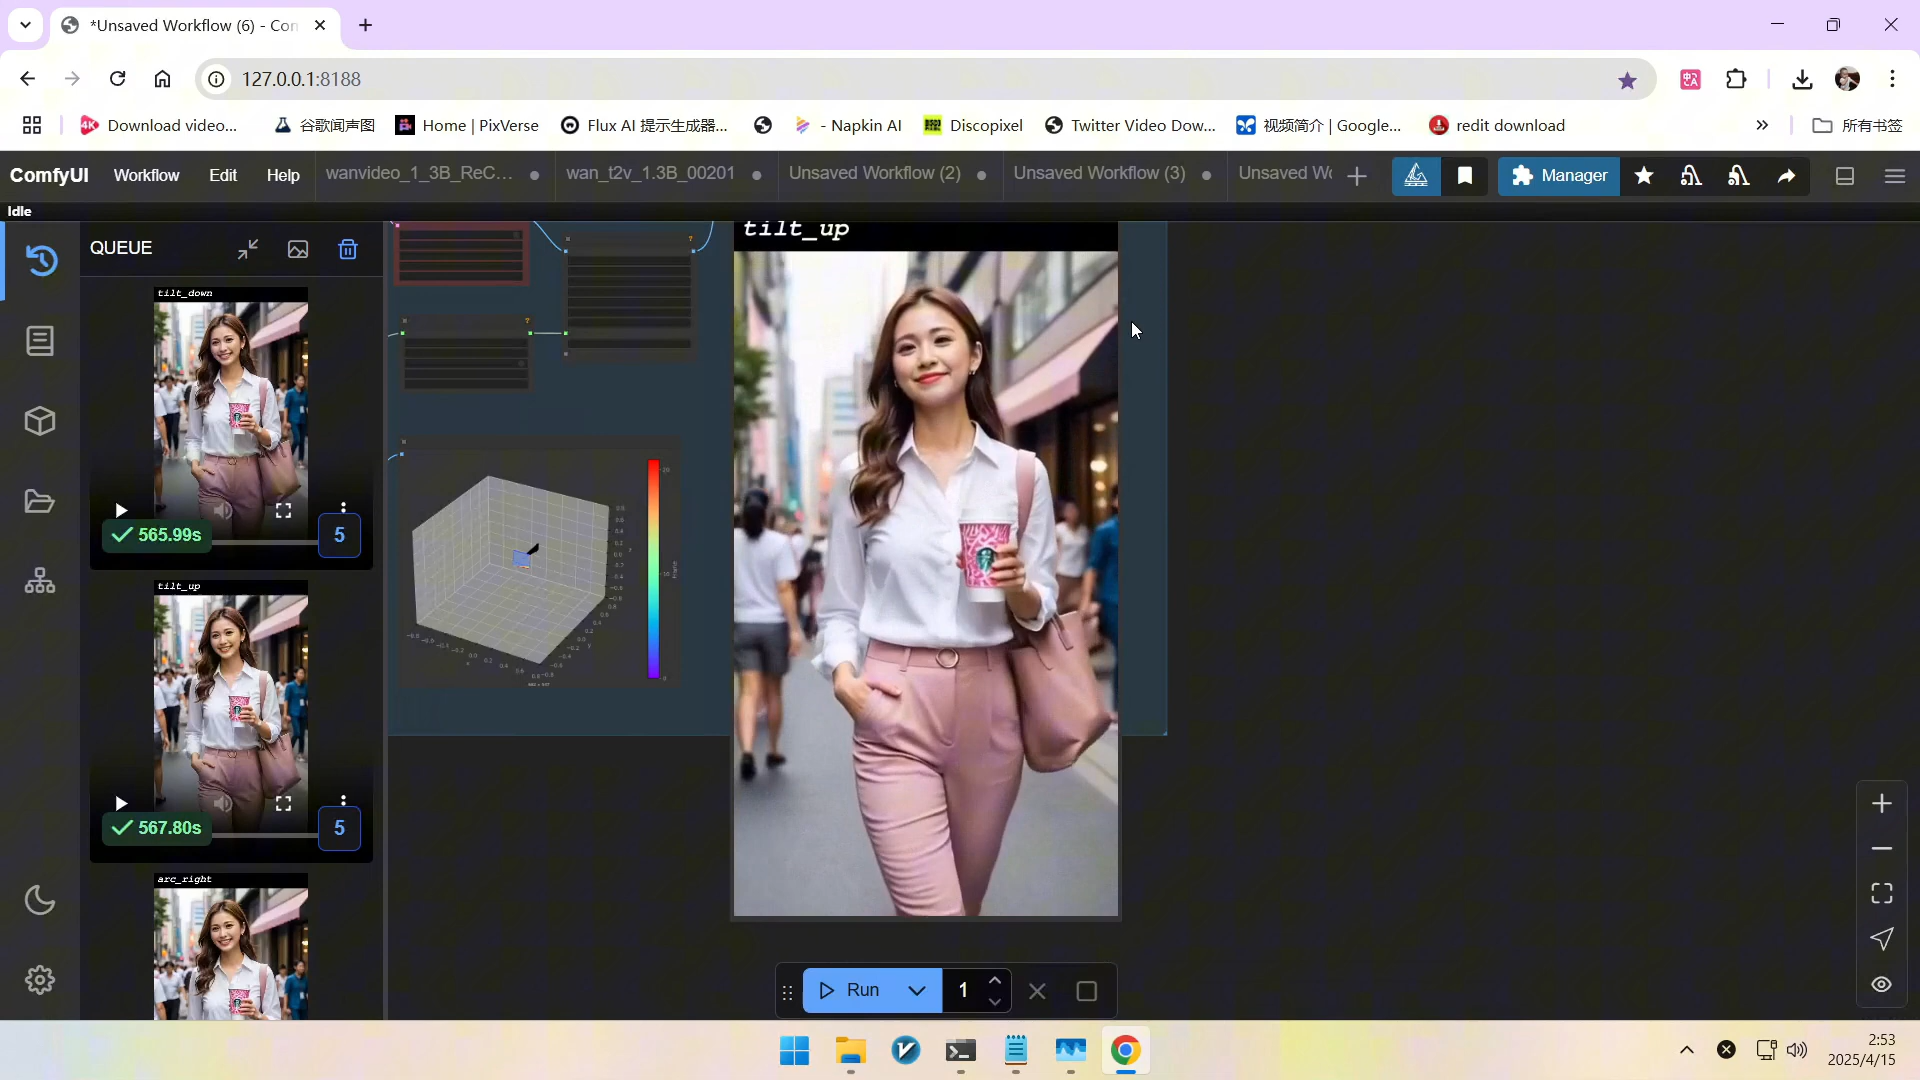 *Unsaved Workflow (6) - Con
127.0.0.1:8188
Download video...
谷歌闻声图
Home | PixVerse
Flux AI 提示生成器...
- Napkin AI
Discopixel
Twitter Video Dow...
视频简介 | Google...
redit download
所有书签
ComfyUI
Workflow
Edit
Help
wanvideo_1_3B_ReC...
wan_t2v_1.3B_00201
Unsaved Workflow (2)
Unsaved Workflow (3)
Unsaved Wo
Manager
Idle
QUEUE
tilt_down
565.99s
5
tilt_up
567.80s
5
arc_right
tilt_up
Run
1
2:53
2025/4/15